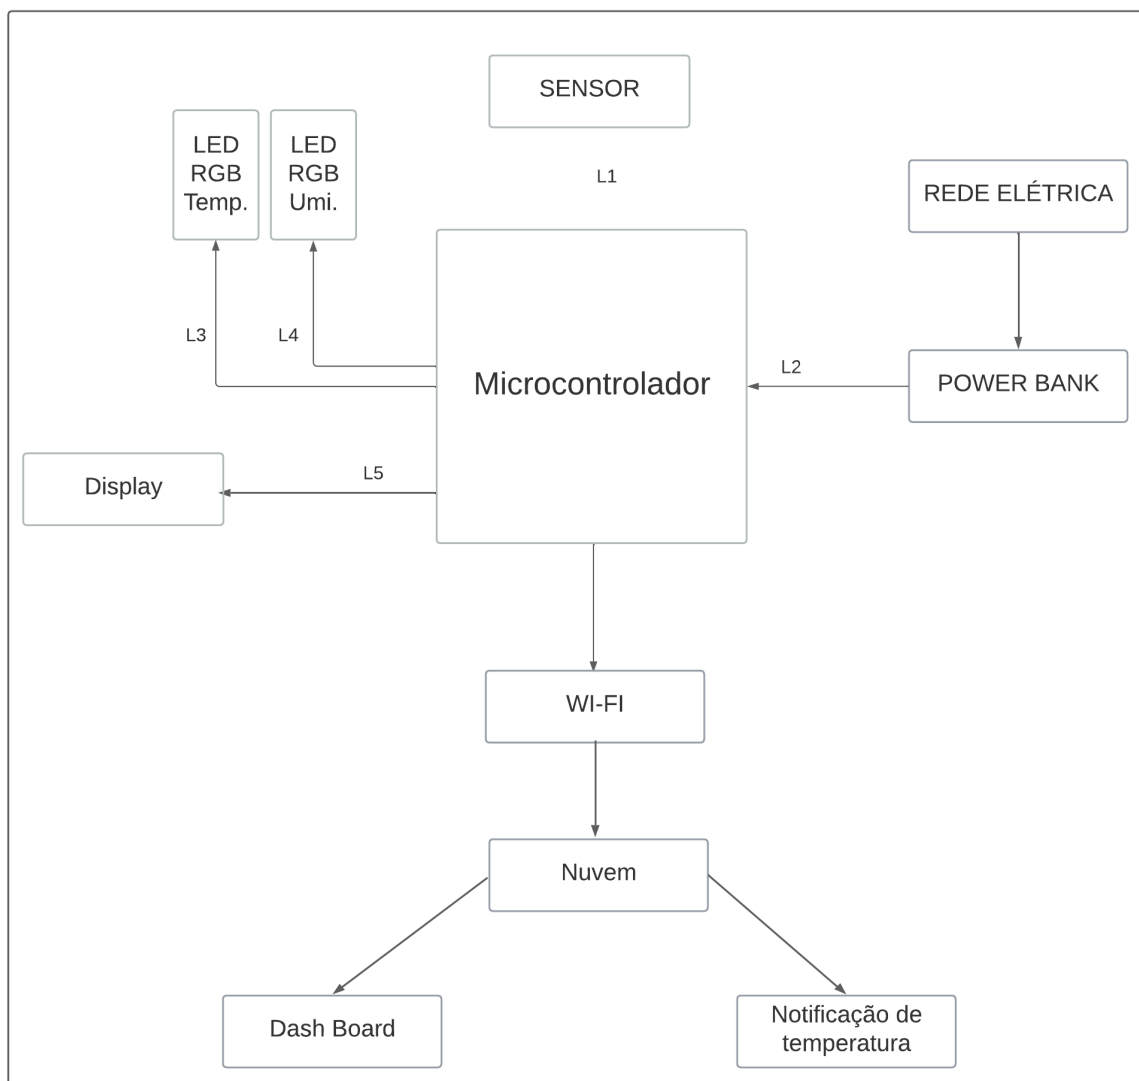 SENSOR
LED
RGB
Temp.
LED
RGB
Umi.
L1
REDE ELÉTRICA
L3
L4
Microcontrolador
L2
POWER BANK
Display
L5
WI-FI
Nuvem
Dash Board
Notificação de
temperatura